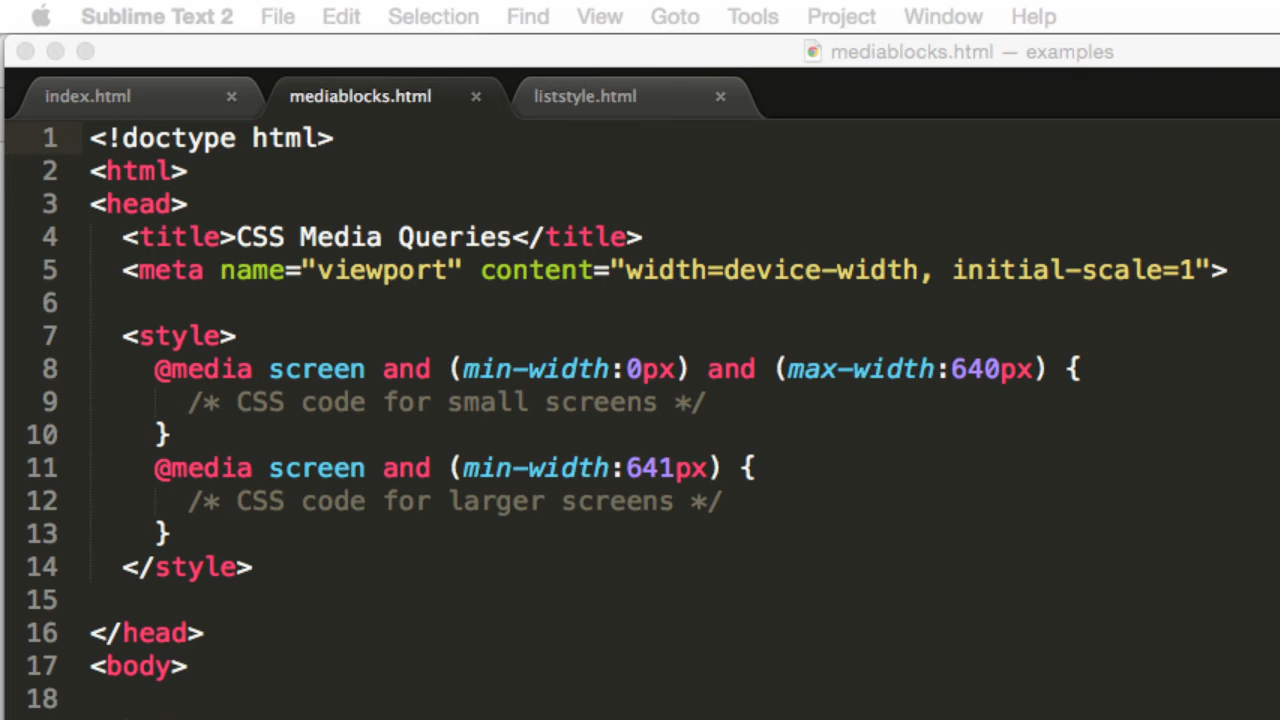 Sublime Text 2 File Edit Selection Find View Goto Tools Project Window Help
mediablocks.html — examples
index.html × mediablocks.html × liststyle.html ×
1 <!doctype html>
2 <html>
3 <head>
4 <title>CSS Media Queries</title>
5 <meta name="viewport" content="width=device-width, initial-scale=1">
6
7 <style>
8 @media screen and (min-width:0px) and (max-width:640px) {
9 /* CSS code for small screens */
10 }
11 @media screen and (min-width:641px) {
12 /* CSS code for larger screens */
13 }
14 </style>
15
16 </head>
17 <body>
18